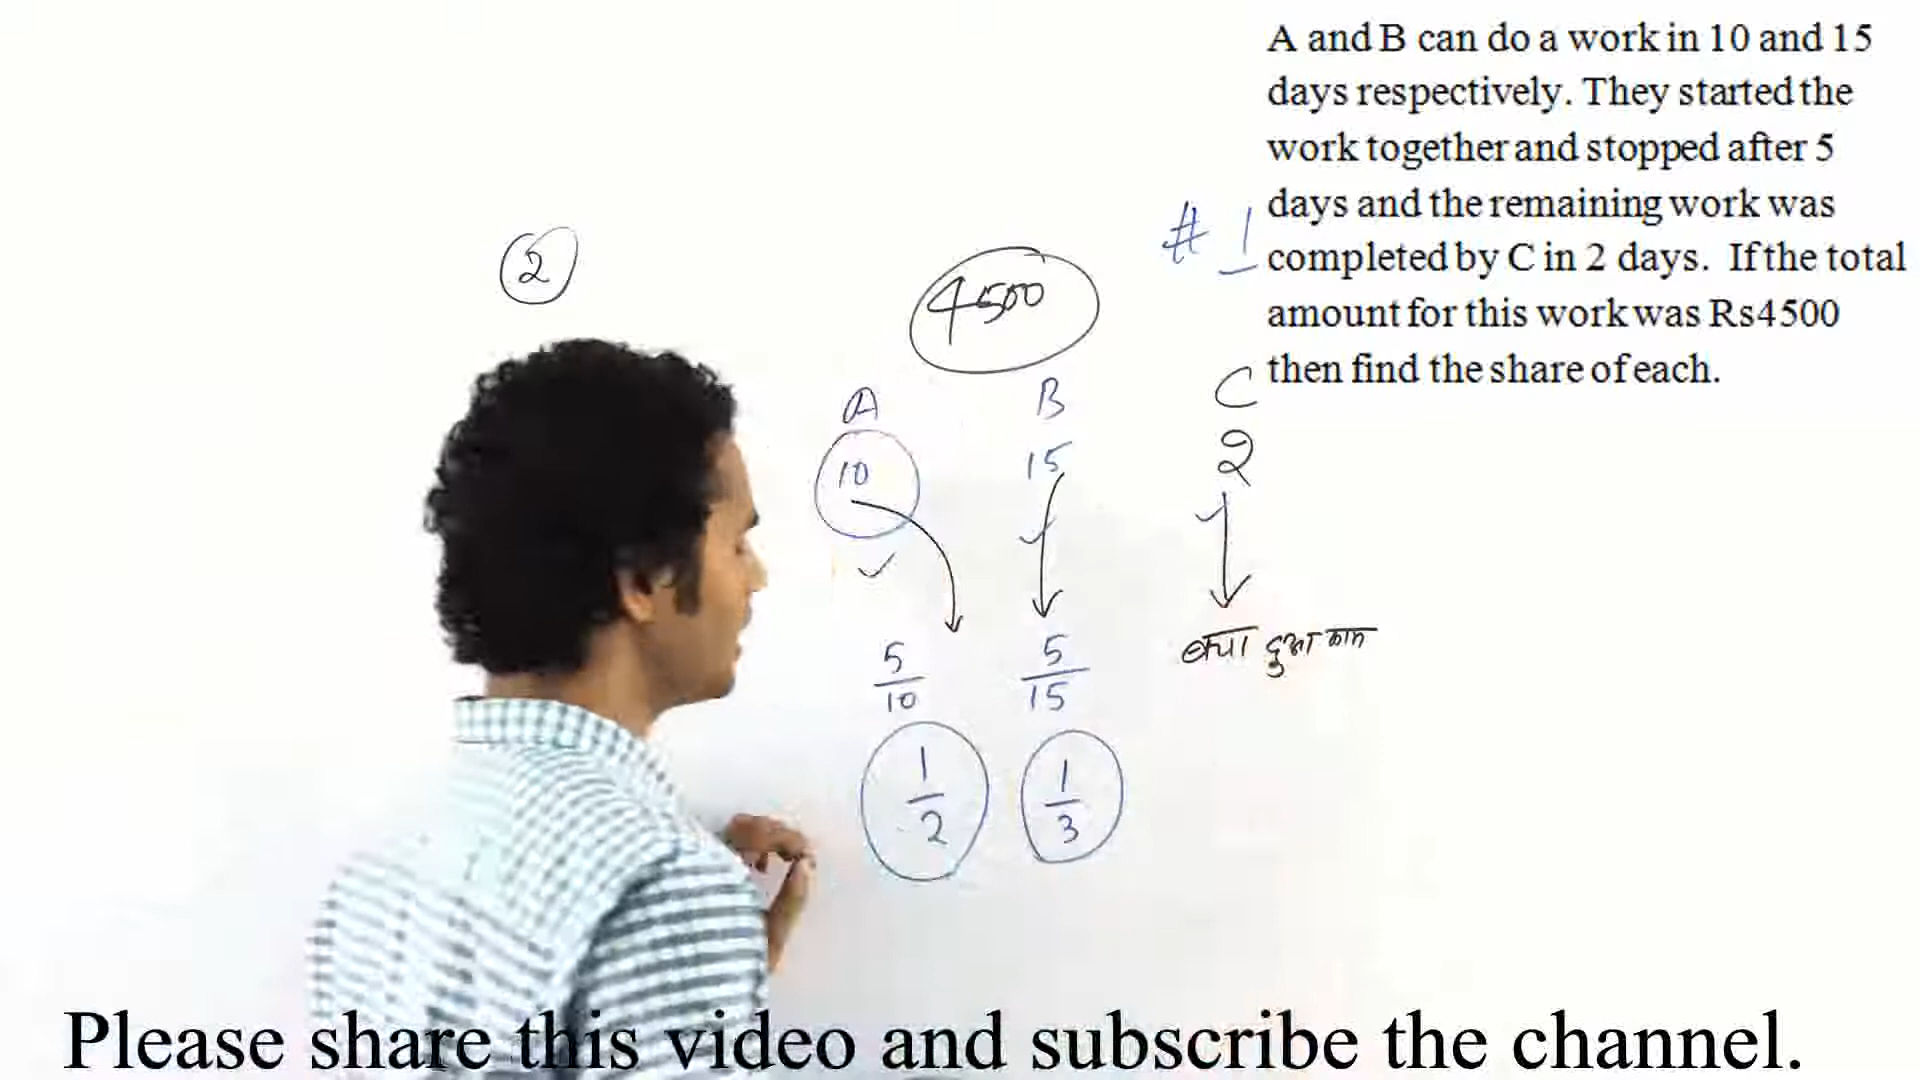 A and B can do a work in 10 and 15
days respectively. They started the
work together and stopped after 5
days and the remaining work was
completed by C in 2 days. If the total
amount for this work was Rs4500
then find the share of each.
# 1
2
4500
A B C
10 15 2
5/10 5/15 बचा हुआ काम
1/2 1/3
Please share this video and subscribe the channel.